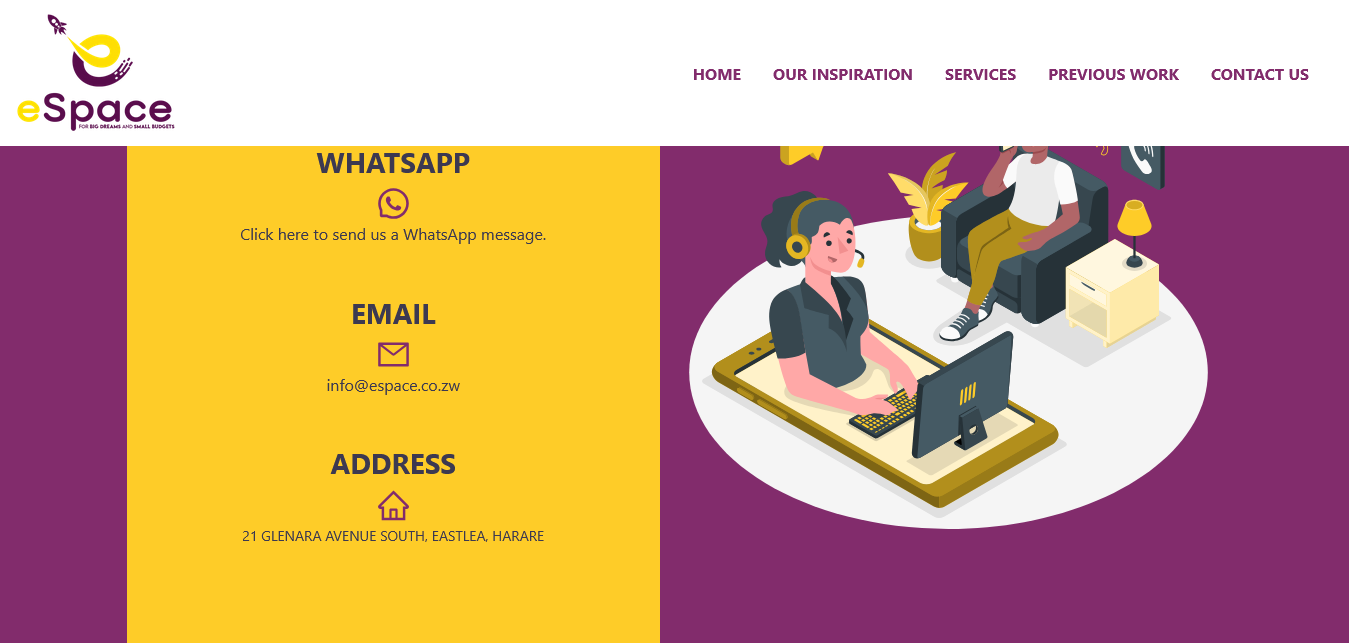 eSpace
FOR BIG DREAMS AND SMALL BUDGETS
HOME OUR INSPIRATION SERVICES PREVIOUS WORK CONTACT US
WHATSAPP
Click here to send us a WhatsApp message.
EMAIL
info@espace.co.zw
ADDRESS
21 GLENARA AVENUE SOUTH, EASTLEA, HARARE